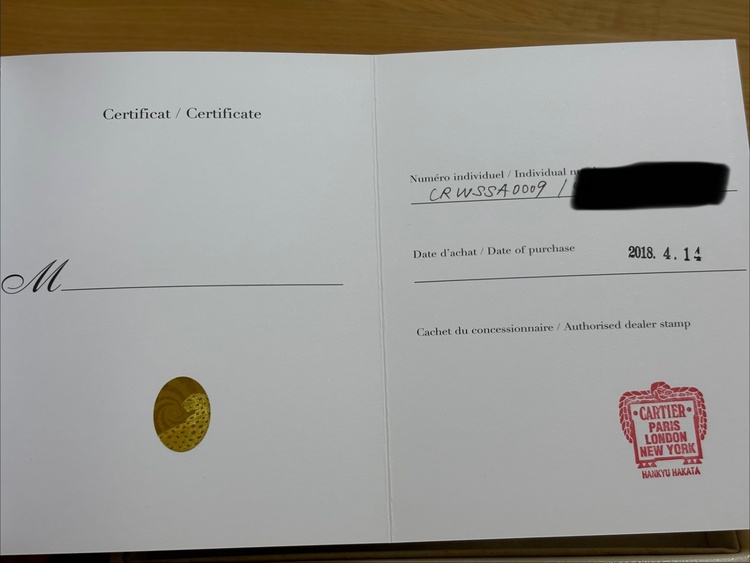 Certificat / Certificate
M
Numéro individuel / Individual
CRWSSA0009 /
Date d'achat / Date of purchase
2018. 4. 14
Cachet du concessionnaire / Authorised dealer stamp
CARTIER
PARIS
LONDON
NEW YORK
HANKYU HAKATA